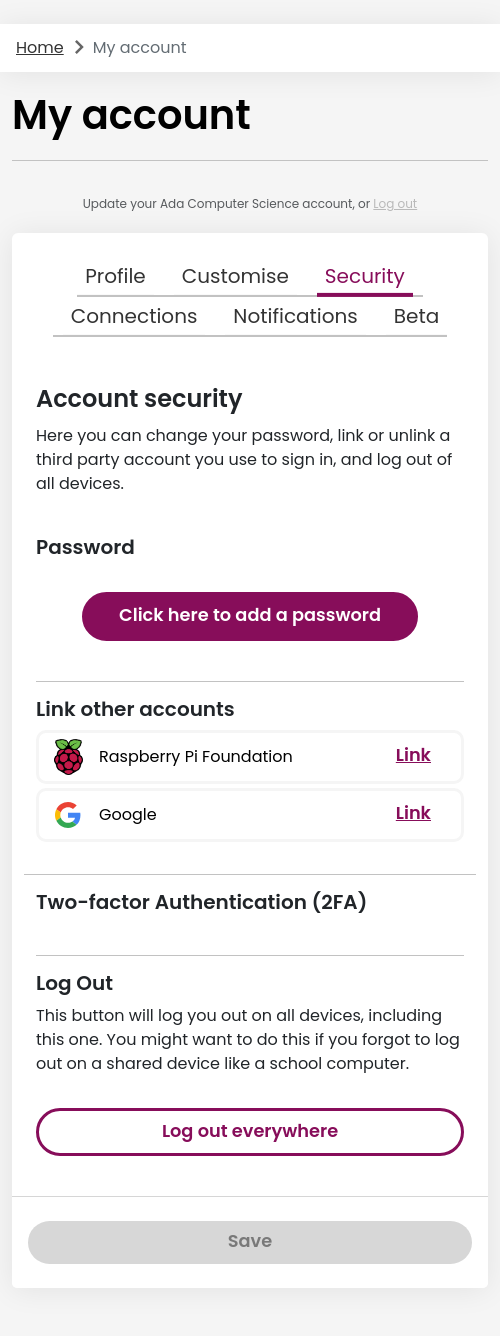 Home > My account
My account
Update your Ada Computer Science account, or Log out
Profile Customise Security
Connections Notifications Beta
Account security
Here you can change your password, link or unlink a
third party account you use to sign in, and log out of
all devices.
Password
Click here to add a password
Link other accounts
Raspberry Pi Foundation Link
Google Link
Two-factor Authentication (2FA)
Log Out
This button will log you out on all devices, including
this one. You might want to do this if you forgot to log
out on a shared device like a school computer.
Log out everywhere
Save